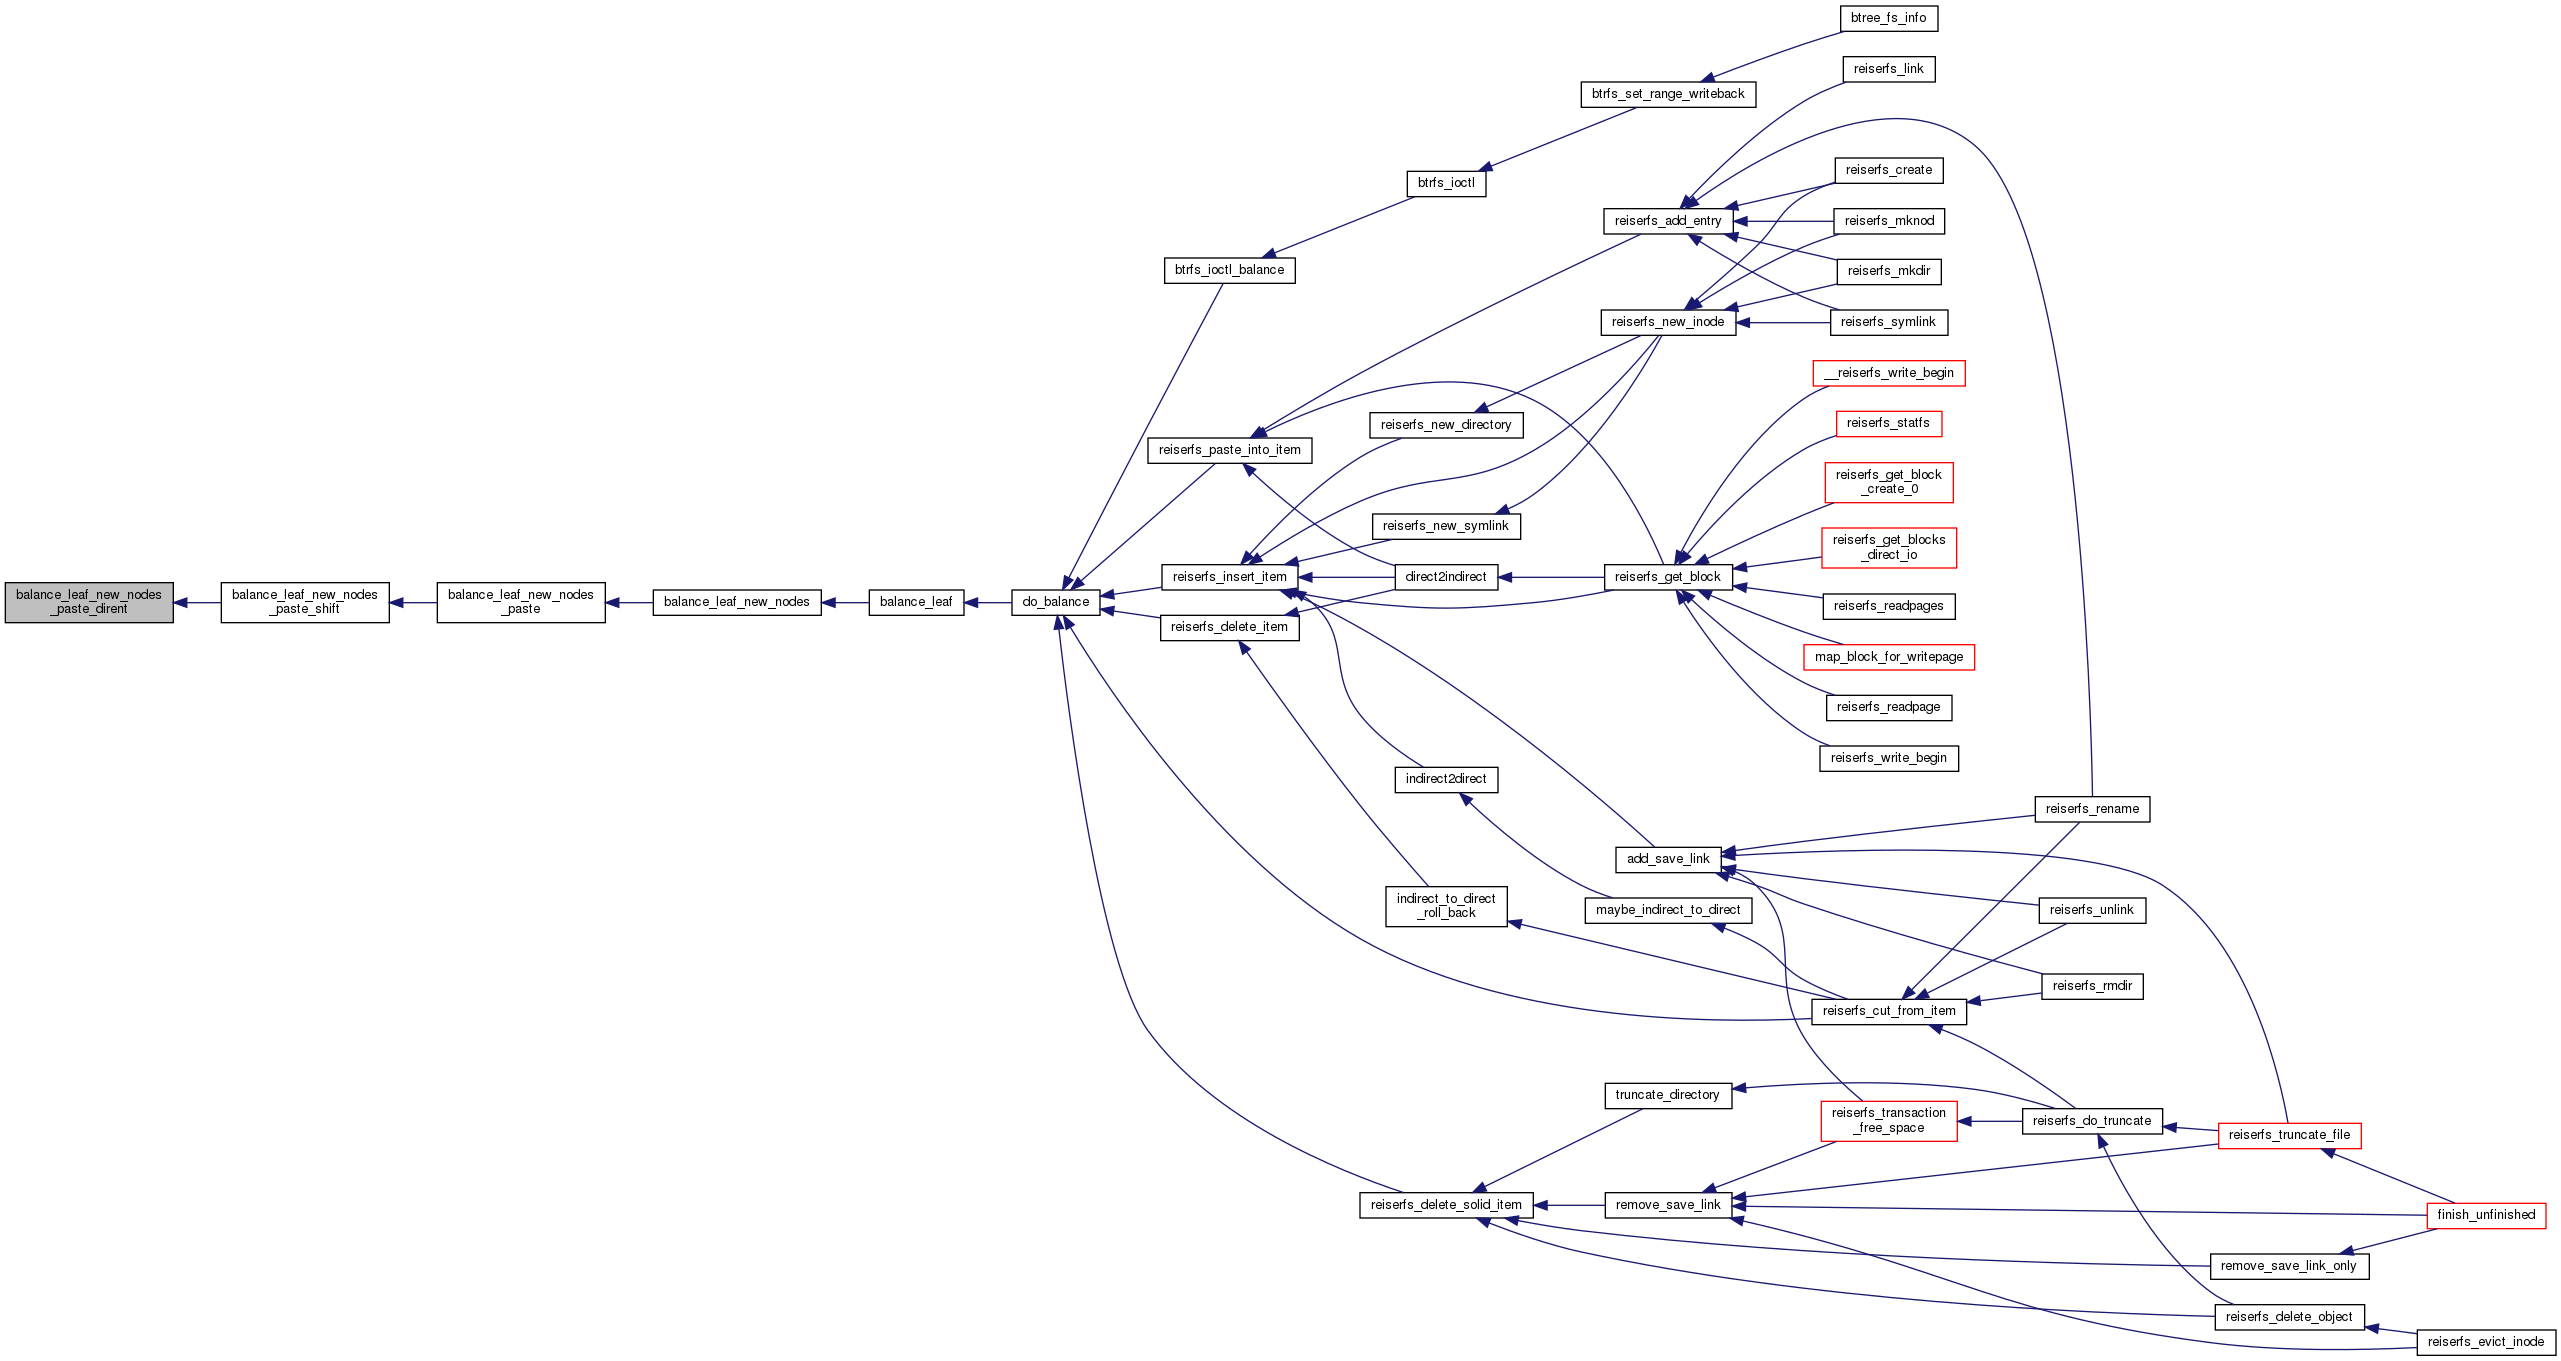 balance_leaf_new_nodes
_paste_dirent
balance_leaf_new_nodes
_paste_shift
balance_leaf_new_nodes
_paste
balance_leaf_new_nodes
balance_leaf
do_balance
btrfs_ioctl_balance
btrfs_ioctl
btrfs_set_range_writeback
btree_fs_info
reiserfs_paste_into_item
reiserfs_add_entry
reiserfs_link
reiserfs_create
reiserfs_mknod
reiserfs_mkdir
reiserfs_symlink
reiserfs_new_inode
reiserfs_new_directory
reiserfs_new_symlink
reiserfs_insert_item
direct2indirect
reiserfs_delete_item
reiserfs_get_block
__reiserfs_write_begin
reiserfs_statfs
reiserfs_get_block
_create_0
reiserfs_get_blocks
_direct_io
reiserfs_readpages
map_block_for_writepage
reiserfs_readpage
reiserfs_write_begin
indirect2direct
reiserfs_rename
add_save_link
indirect_to_direct
_roll_back
maybe_indirect_to_direct
reiserfs_unlink
reiserfs_rmdir
reiserfs_cut_from_item
truncate_directory
reiserfs_transaction
_free_space
reiserfs_do_truncate
reiserfs_truncate_file
reiserfs_delete_solid_item
remove_save_link
finish_unfinished
remove_save_link_only
reiserfs_delete_object
reiserfs_evict_inode